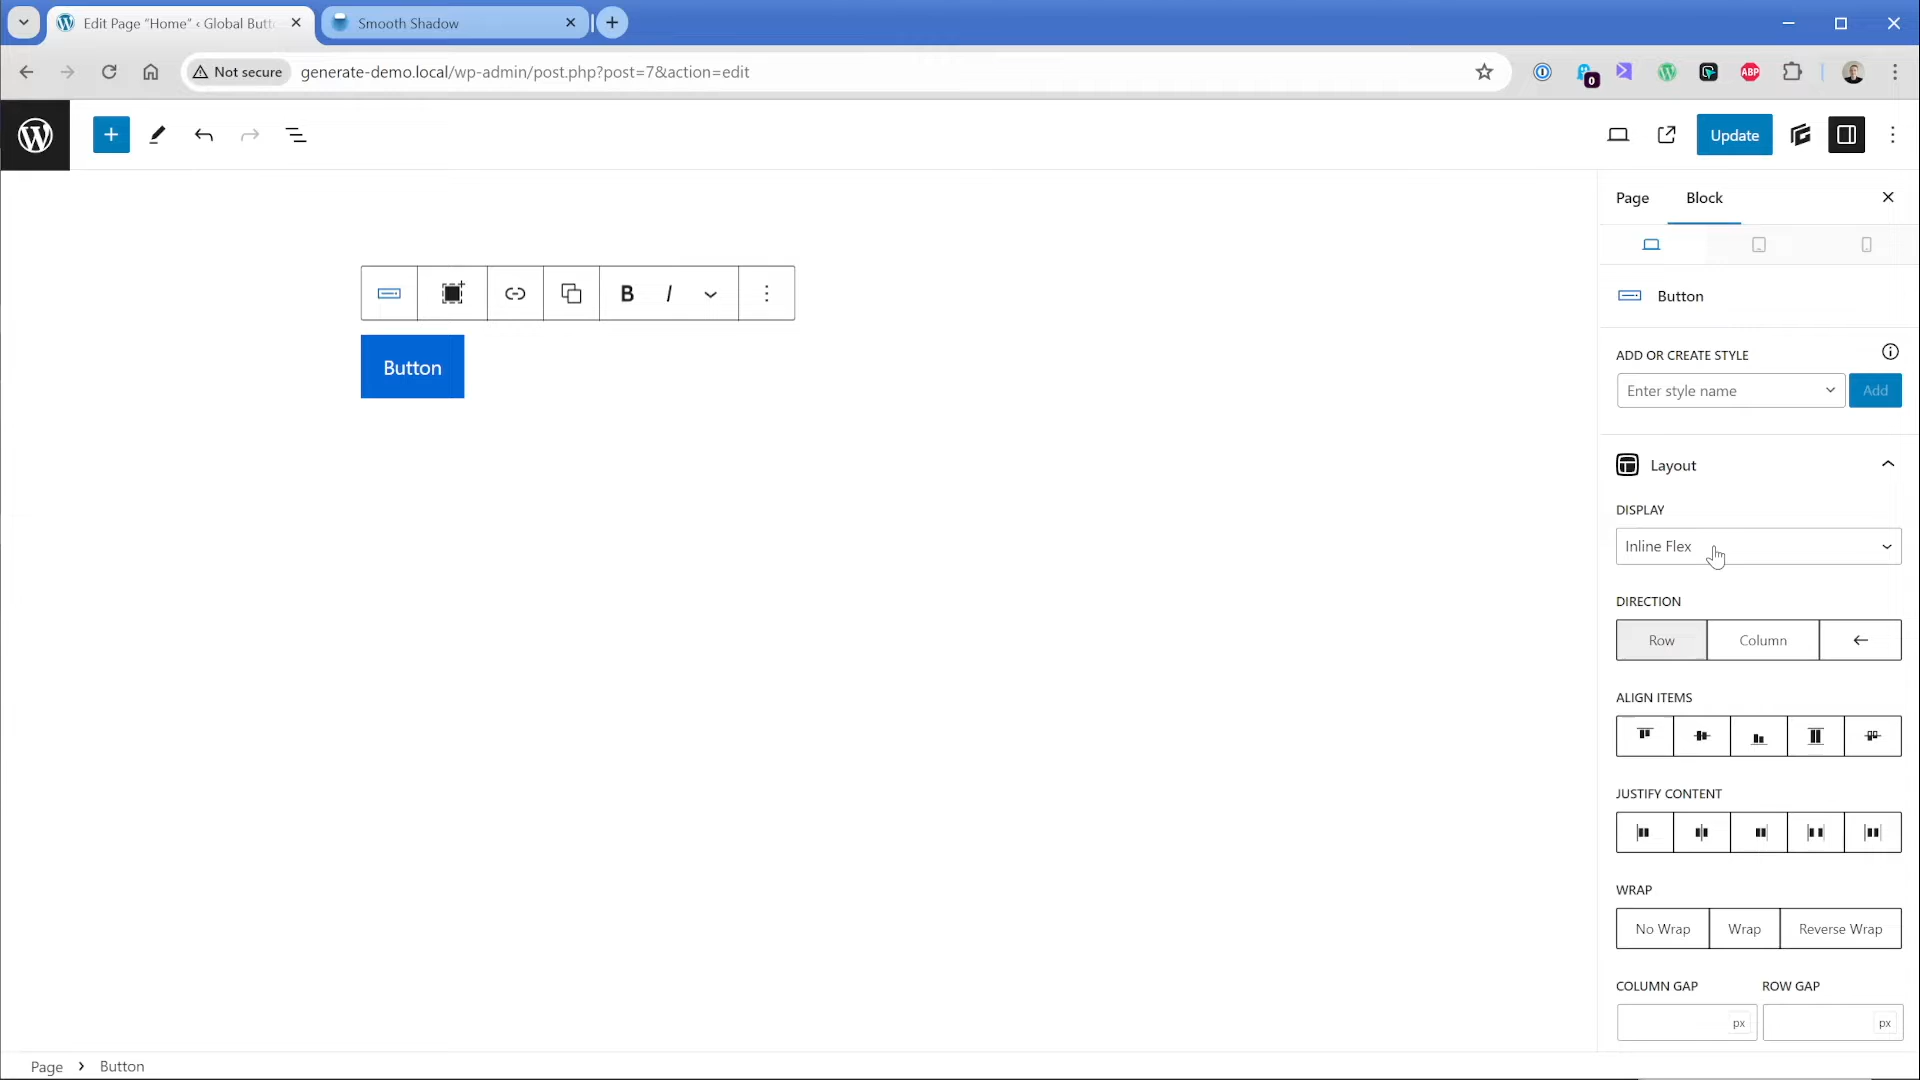 Edit Page "Home" ‹ Global Butt
Smooth Shadow
Not secure
generate-demo.local/wp-admin/post.php?post=7&action=edit
0
ABP
Update
Page
Block
B I
Button
Button
ADD OR CREATE STYLE
Enter style name
Add
Layout
DISPLAY
Inline Flex
DIRECTION
Row
Column
ALIGN ITEMS
JUSTIFY CONTENT
WRAP
No Wrap
Wrap
Reverse Wrap
COLUMN GAP
ROW GAP
px
px
Page
Button